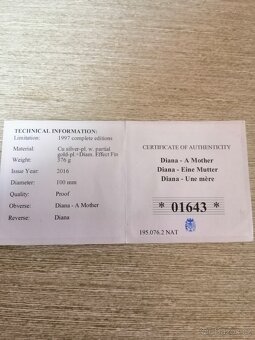 TECHNICAL INFORMATION:
Limitation: 1997 complete editions
Material: Cu silver-pl. w. partial
gold-pl.+Diam. Effect Fin
Weight: 376 g
Issue Year: 2016
Diameter: 100 mm
Quality: Proof
Obverse: Diana - A Mother
Reverse: Diana
CERTIFICATE OF AUTHENTICITY
Diana - A Mother
Diana - Eine Mutter
Diana - Une mère
* 01643 *
195.076.2 NAT